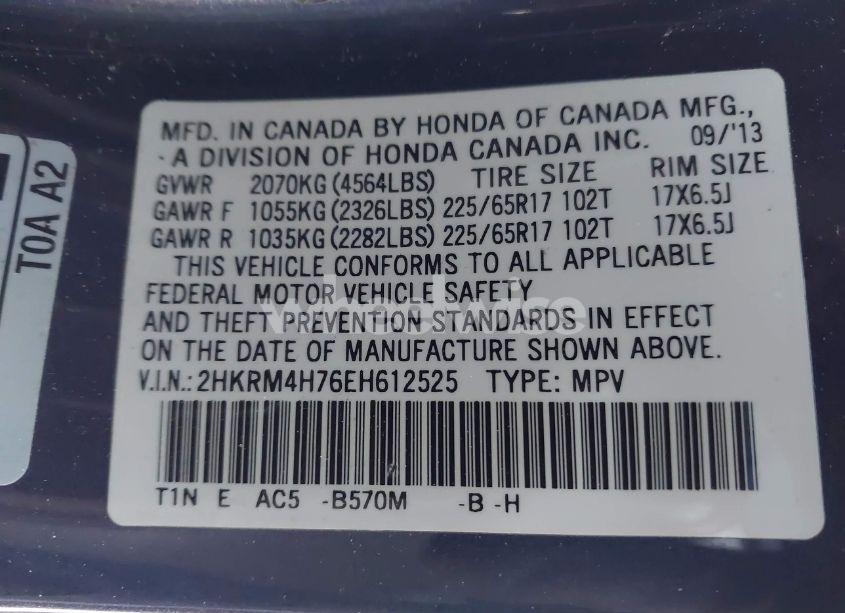 MFD. IN CANADA BY HONDA OF CANADA MFG.,
- A DIVISION OF HONDA CANADA INC. 09/'13
GVWR 2070KG (4564LBS) TIRE SIZE RIM SIZE
GAWR F 1055KG (2326LBS) 225/65R17 102T 17X6.5J
GAWR R 1035KG (2282LBS) 225/65R17 102T 17X6.5J
THIS VEHICLE CONFORMS TO ALL APPLICABLE
FEDERAL MOTOR VEHICLE SAFETY
AND THEFT PREVENTION STANDARDS IN EFFECT
ON THE DATE OF MANUFACTURE SHOWN ABOVE.
V.I.N.: 2HKRM4H76EH612525 TYPE: MPV
T1N E AC5 -B570M -B -H
T0A A2